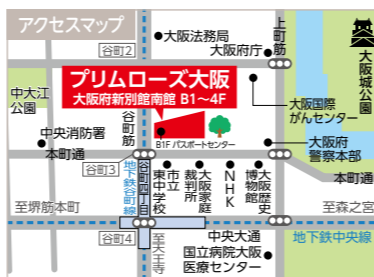 アクセスマップ
谷町2
大阪法務局
大阪府庁
上町筋
大阪城公園
プリムローズ大阪
大阪府新別館南館 B1〜4F
中大江
公園
谷町筋
大阪国際
がんセンター
中央消防署
B1F パスポートセンター
大阪府
警察本部
本町通
谷町3
本町通
地下鉄谷町線
谷町四丁目
市立
東中学校
大阪家庭
裁判所
NHK
大阪歴史
博物館
至堺筋本町
至森之宮
谷町4
至天王寺
中央大通
地下鉄中央線
国立病院大阪
医療センター